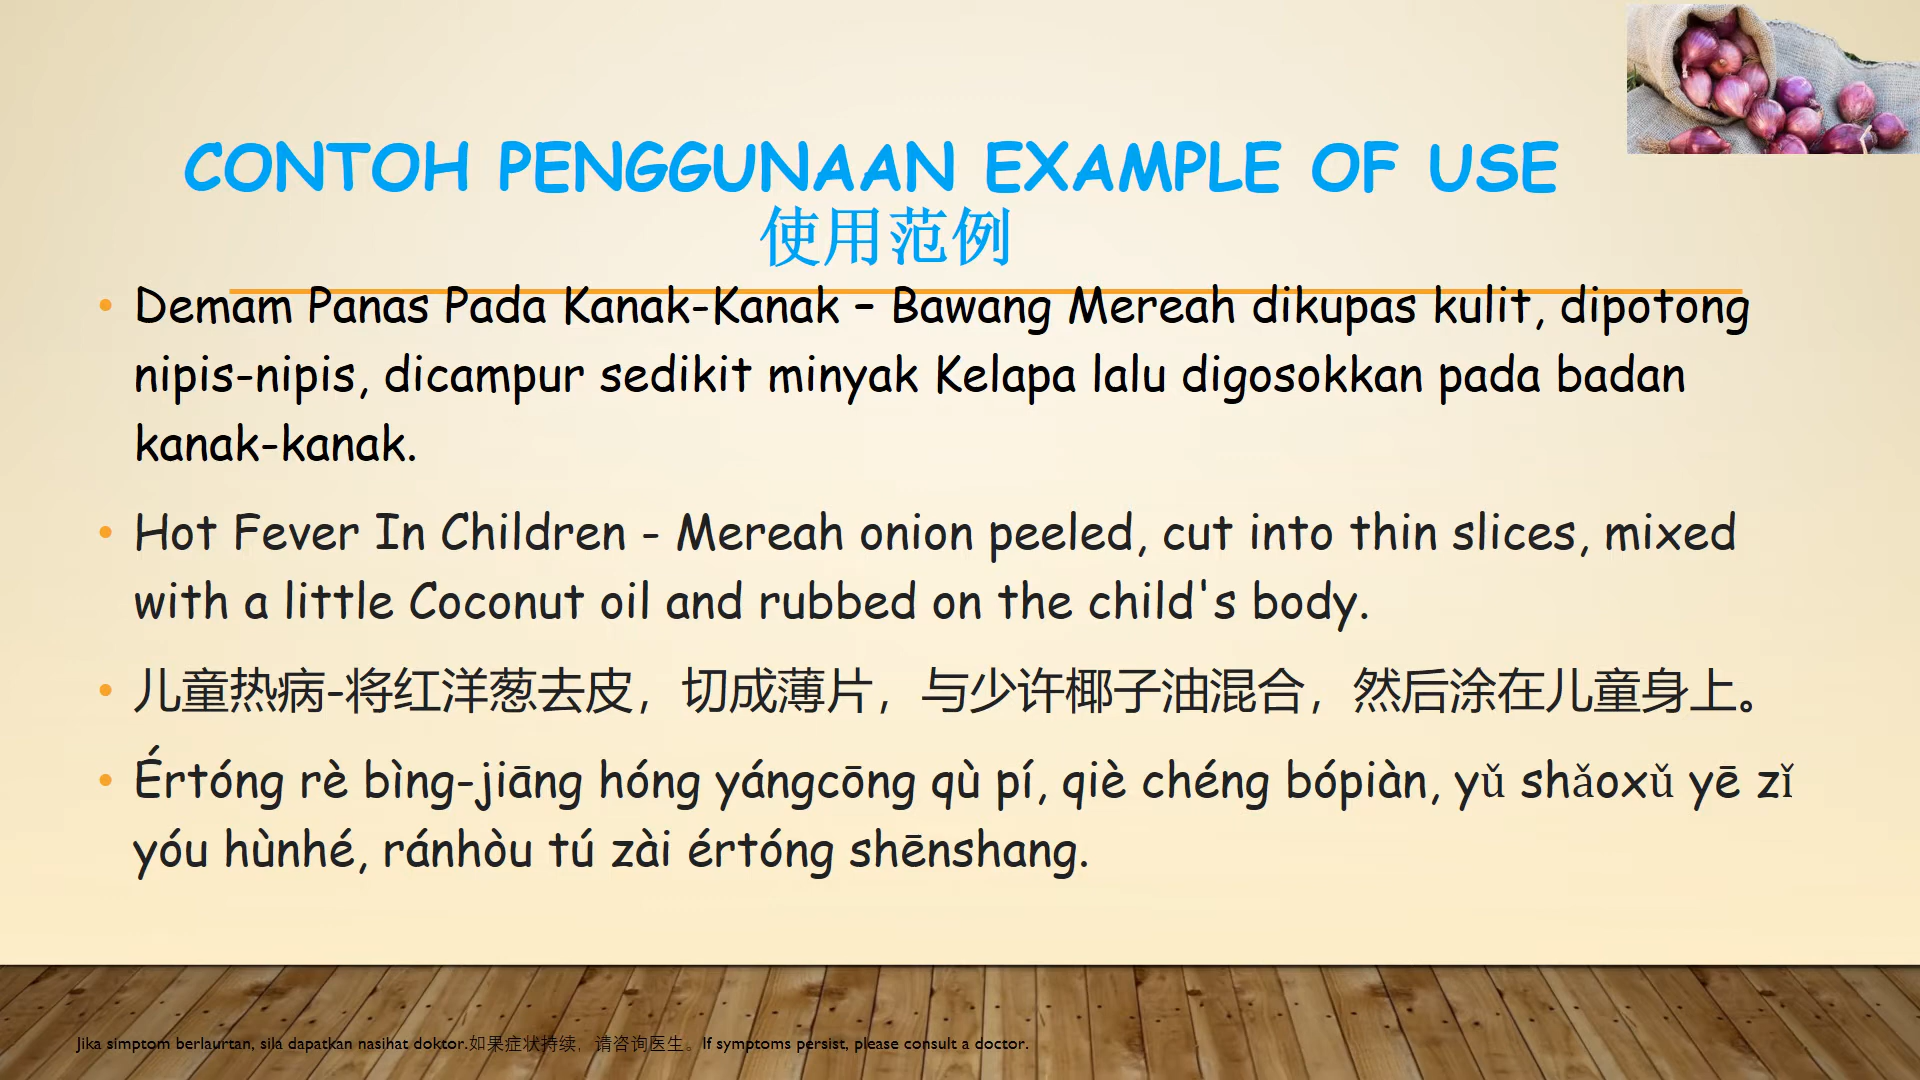 CONTOH PENGGUNAAN EXAMPLE OF USE
使用范例
• Demam Panas Pada Kanak-Kanak – Bawang Mereah dikupas kulit, dipotong
nipis-nipis, dicampur sedikit minyak Kelapa lalu digosokkan pada badan
kanak-kanak.
• Hot Fever In Children - Mereah onion peeled, cut into thin slices, mixed
with a little Coconut oil and rubbed on the child's body.
• 儿童热病-将红洋葱去皮，切成薄片，与少许椰子油混合，然后涂在儿童身上。
• Értóng rè bìng-jiāng hóng yángcōng qù pí, qiè chéng bópiàn, yǔ shǎoxǔ yē zǐ
yóu hùnhé, ránhòu tú zài értóng shēnshang.
Jika simptom berlaurtan, sila dapatkan nasihat doktor.如果症状持续，请咨询医生。If symptoms persist, please consult a doctor.